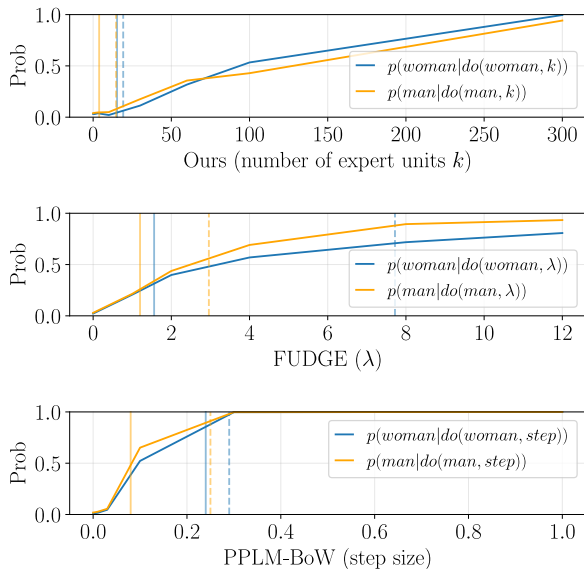 1.0
0.5
0.0
Prob
p(woman|do(woman, k))
p(man|do(man, k))
0 50 100 150 200 250 300
Ours (number of expert units k)
1.0
0.5
0.0
Prob
p(woman|do(woman, λ))
p(man|do(man, λ))
0 2 4 6 8 10 12
FUDGE (λ)
1.0
0.5
0.0
Prob
p(woman|do(woman, step))
p(man|do(man, step))
0.0 0.2 0.4 0.6 0.8 1.0
PPLM-BoW (step size)